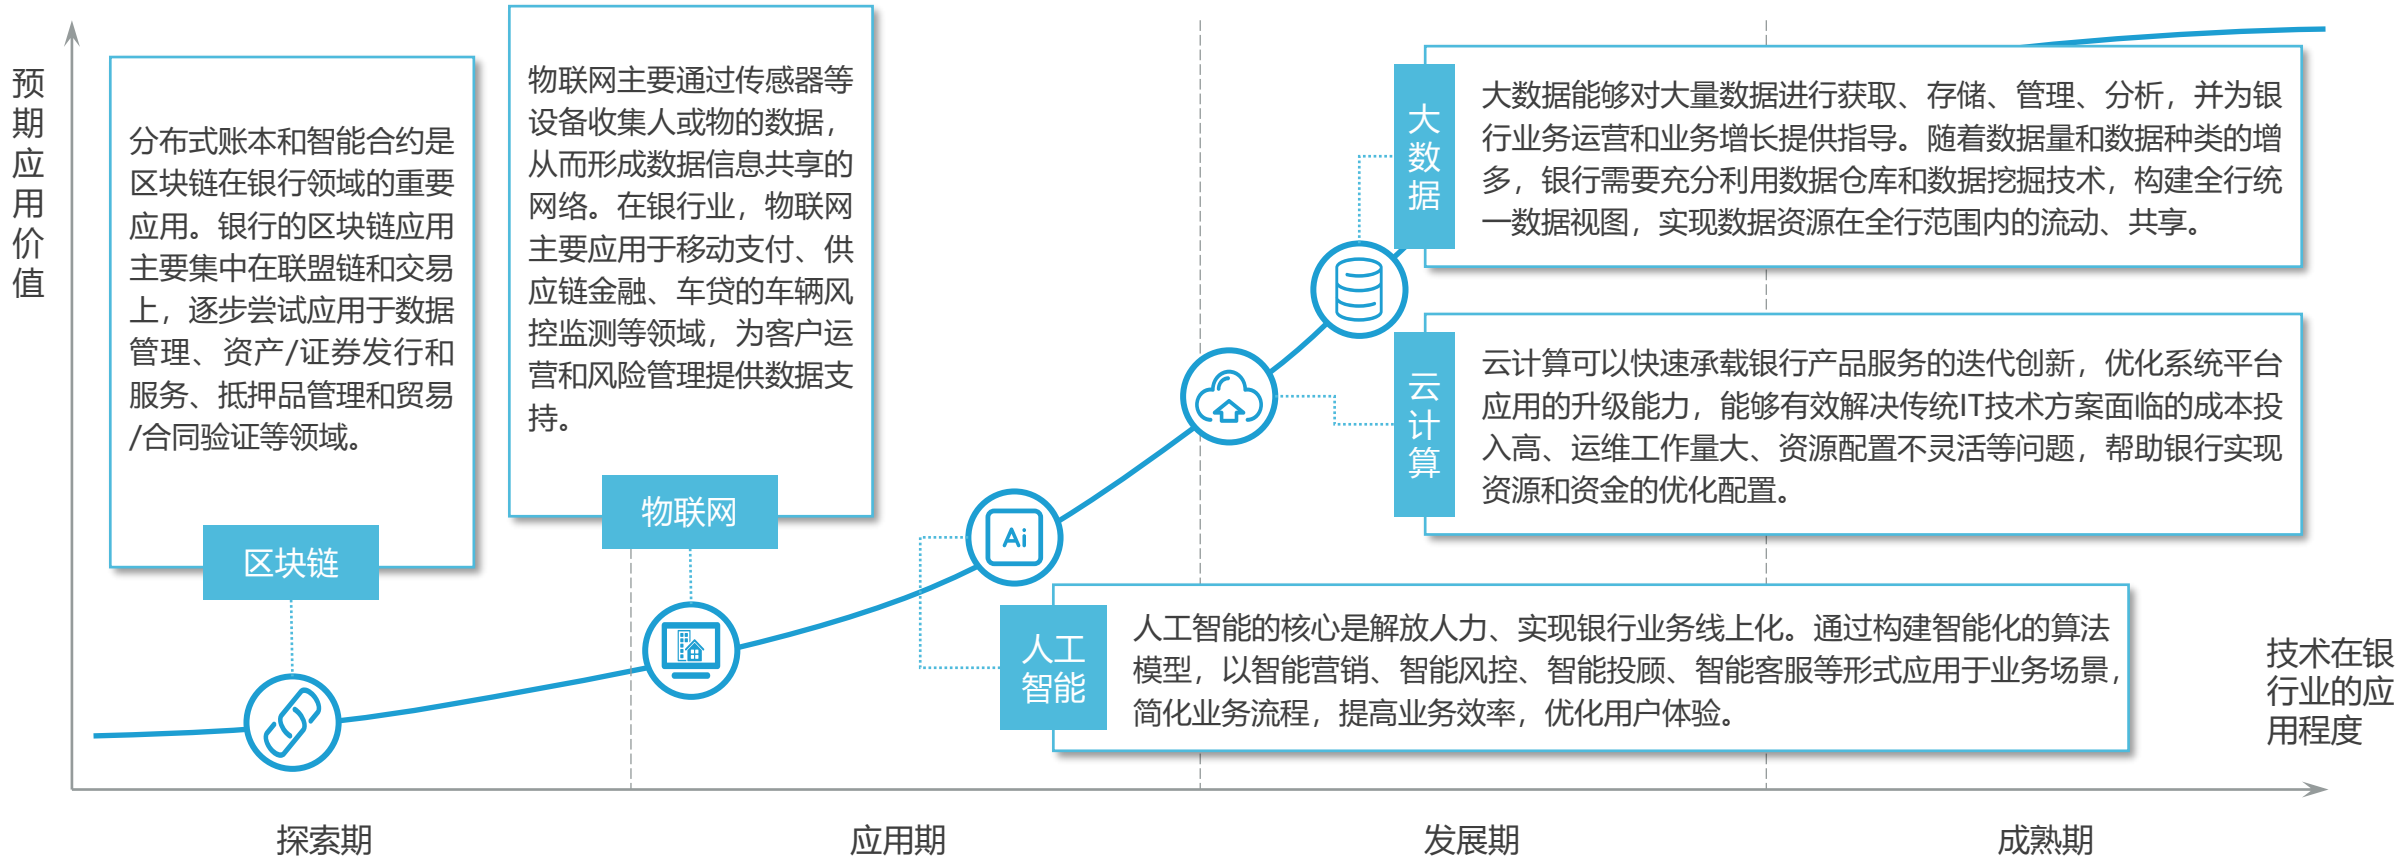 预期应用价值
分布式账本和智能合约是
区块链在银行领域的重要
应用。银行的区块链应用
主要集中在联盟链和交易
上，逐步尝试应用于数据
管理、资产/证券发行和
服务、抵押品管理和贸易
/合同验证等领域。
区块链
物联网主要通过传感器等
设备收集人或物的数据，
从而形成数据信息共享的
网络。在银行业，物联网
主要应用于移动支付、供
应链金融、车贷的车辆风
控监测等领域，为客户运
营和风险管理提供数据支
持。
物联网
大数据
大数据能够对大量数据进行获取、存储、管理、分析，并为银
行业务运营和业务增长提供指导。随着数据量和数据种类的增
多，银行需要充分利用数据仓库和数据挖掘技术，构建全行统
一数据视图，实现数据资源在全行范围内的流动、共享。
云计算
云计算可以快速承载银行产品服务的迭代创新，优化系统平台
应用的升级能力，能够有效解决传统IT技术方案面临的成本投
入高、运维工作量大、资源配置不灵活等问题，帮助银行实现
资源和资金的优化配置。
Ai
人工
智能
人工智能的核心是解放人力、实现银行业务线上化。通过构建智能化的算法
模型，以智能营销、智能风控、智能投顾、智能客服等形式应用于业务场景，
简化业务流程，提高业务效率，优化用户体验。
技术在银
行业的应
用程度
探索期
应用期
发展期
成熟期